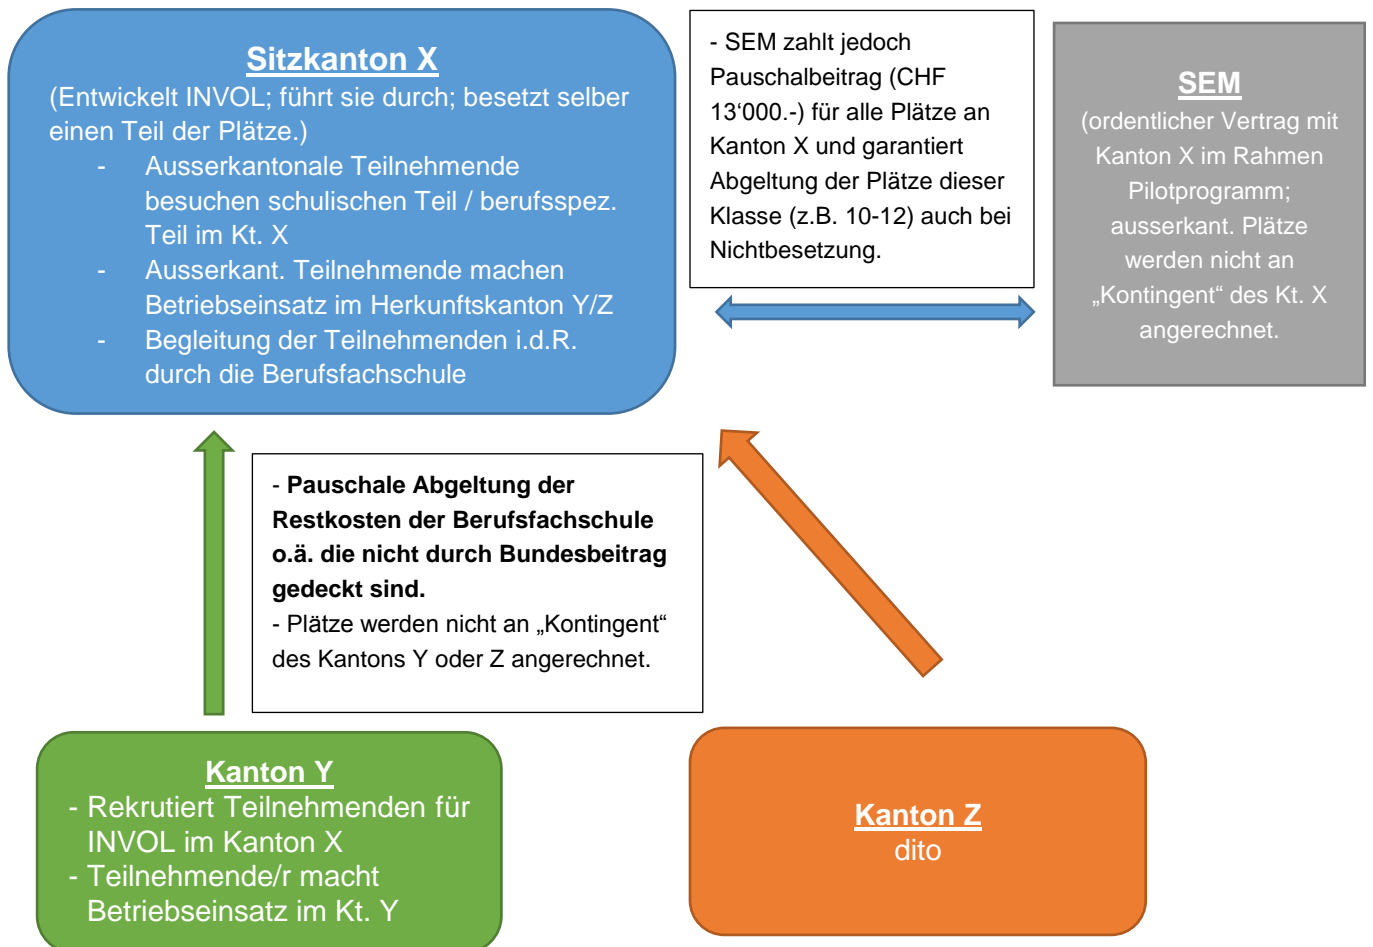 Sitzkanton X
(Entwickelt INVOL; führt sie durch; besetzt selber
einen Teil der Plätze.)
- Ausserkantonale Teilnehmende
besuchen schulischen Teil / berufsspez.
Teil im Kt. X
- Ausserkant. Teilnehmende machen
Betriebseinsatz im Herkunftskanton Y/Z
- Begleitung der Teilnehmenden i.d.R.
durch die Berufsfachschule
- SEM zahlt jedoch
Pauschalbeitrag (CHF
13‘000.-) für alle Plätze an
Kanton X und garantiert
Abgeltung der Plätze dieser
Klasse (z.B. 10-12) auch bei
Nichtbesetzung.
SEM
(ordentlicher Vertrag mit
Kanton X im Rahmen
Pilotprogramm;
ausserkant. Plätze
werden nicht an
„Kontingent“ des Kt. X
angerechnet.
- Pauschale Abgeltung der
Restkosten der Berufsfachschule
o.ä. die nicht durch Bundesbeitrag
gedeckt sind.
- Plätze werden nicht an „Kontingent“
des Kantons Y oder Z angerechnet.
Kanton Y
- Rekrutiert Teilnehmenden für
INVOL im Kanton X
- Teilnehmende/r macht
Betriebseinsatz im Kt. Y
Kanton Z
dito